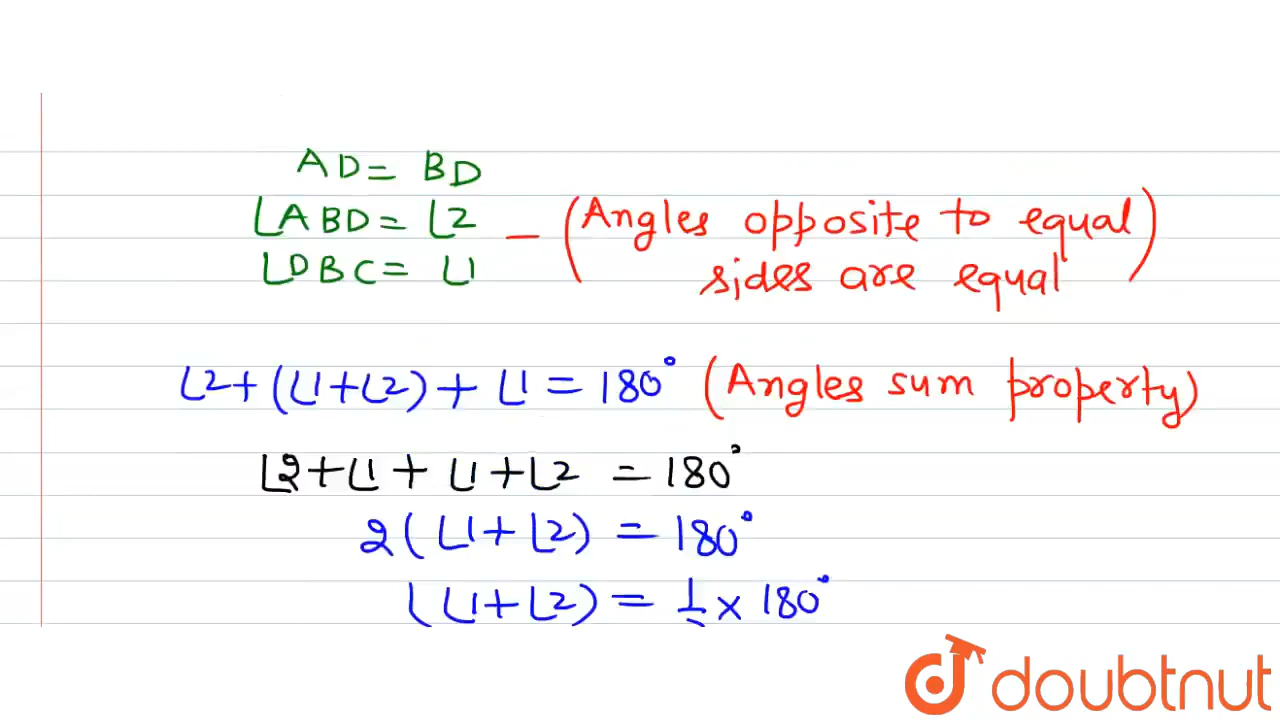 AD = BD
∠ABD = ∠2 – (Angles opposite to equal
∠DBC = ∠1 sides are equal)
∠2 + (∠1 + ∠2) + ∠1 = 180° (Angles sum property)
∠2 + ∠1 + ∠1 + ∠2 = 180°
2 (∠1 + ∠2) = 180°
(∠1 + ∠2) = 1/2 × 180°
doubtnut